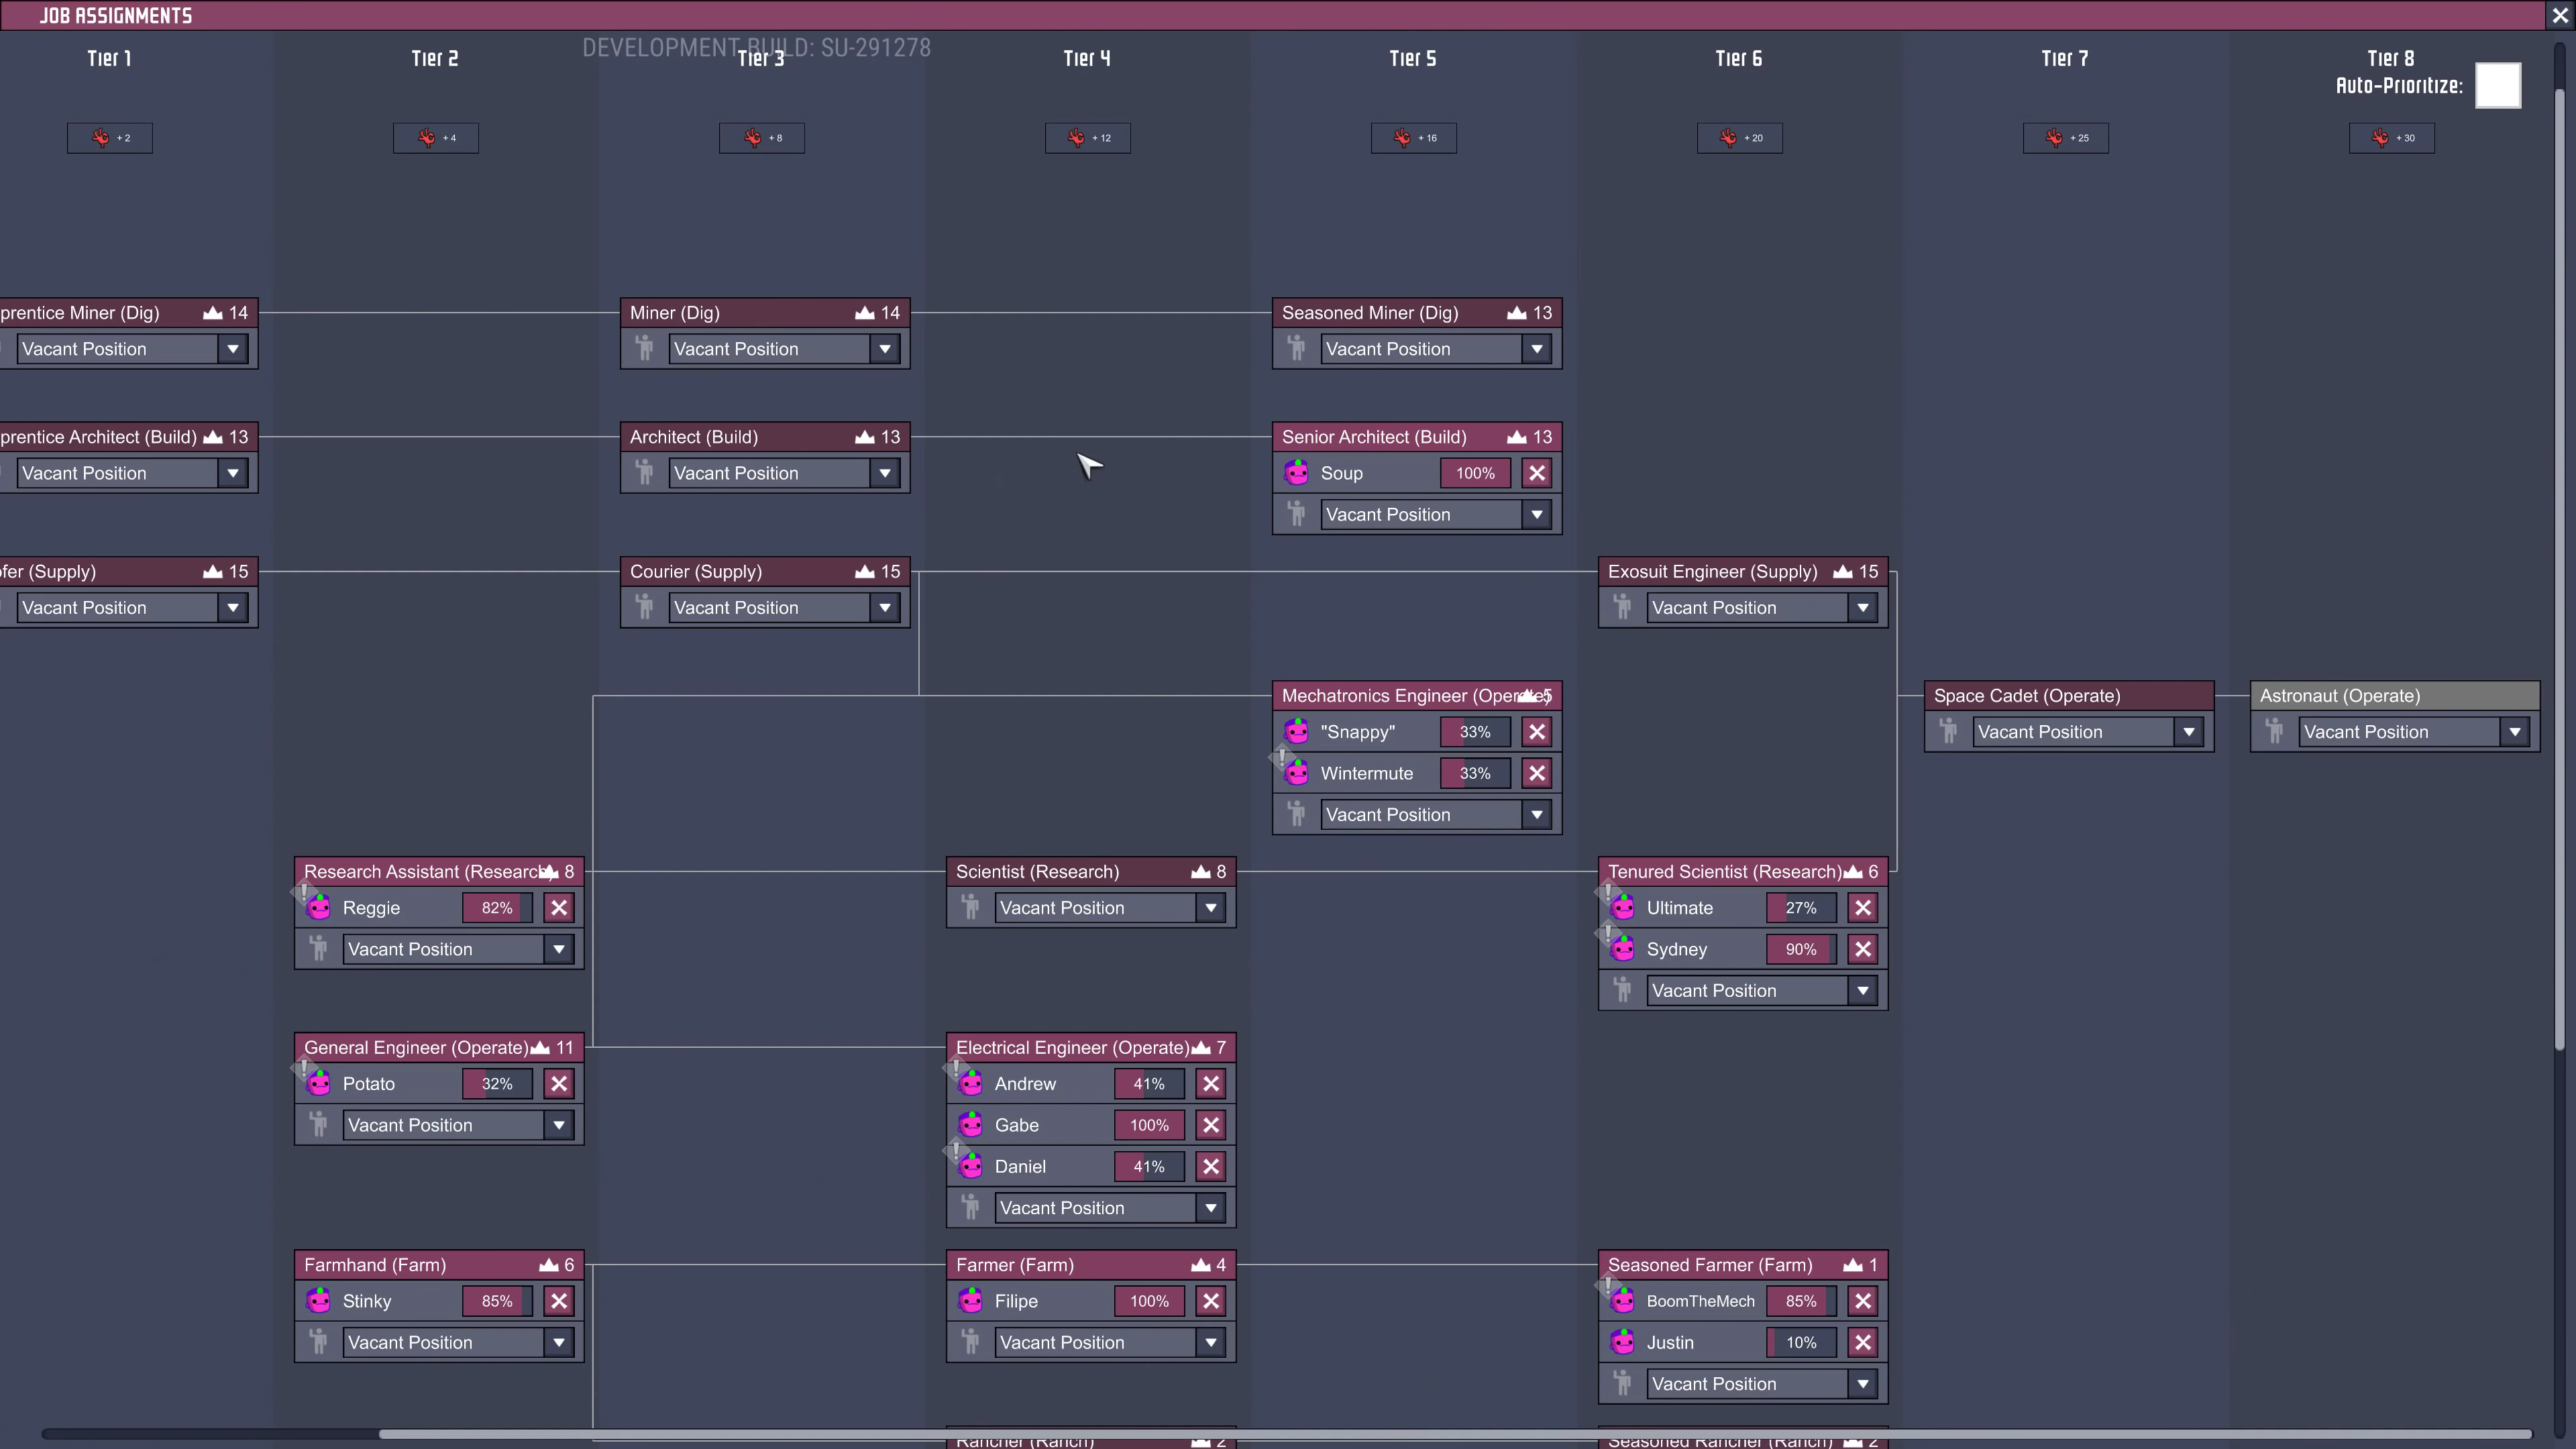 JOB ASSIGNMENTS
DEVELOPMENT BUILD: SU-291278
Tier 1
Tier 2
Tier 3
Tier 4
Tier 5
Tier 6
Tier 7
Tier 8
Auto-Prioritize:
+ 2
+ 4
+ 8
+ 12
+ 16
+ 20
+ 25
+ 30
prentice Miner (Dig) 14
Vacant Position
Miner (Dig) 14
Vacant Position
Seasoned Miner (Dig) 13
Vacant Position
prentice Architect (Build) 13
Vacant Position
Architect (Build) 13
Vacant Position
Senior Architect (Build) 13
Soup 100%
Vacant Position
ofer (Supply) 15
Vacant Position
Courier (Supply) 15
Vacant Position
Exosuit Engineer (Supply) 15
Vacant Position
Mechatronics Engineer (Operate) 5
"Snappy" 33%
Wintermute 33%
Vacant Position
Space Cadet (Operate)
Vacant Position
Astronaut (Operate)
Vacant Position
Research Assistant (Research) 8
Reggie 82%
Vacant Position
Scientist (Research) 8
Vacant Position
Tenured Scientist (Research) 6
Ultimate 27%
Sydney 90%
Vacant Position
General Engineer (Operate) 11
Potato 32%
Vacant Position
Electrical Engineer (Operate) 7
Andrew 41%
Gabe 100%
Daniel 41%
Vacant Position
Farmhand (Farm) 6
Stinky 85%
Vacant Position
Farmer (Farm) 4
Filipe 100%
Vacant Position
Seasoned Farmer (Farm) 1
BoomTheMech 85%
Justin 10%
Vacant Position
Rancher (Ranch) 2
Seasoned Rancher (Ranch) 2